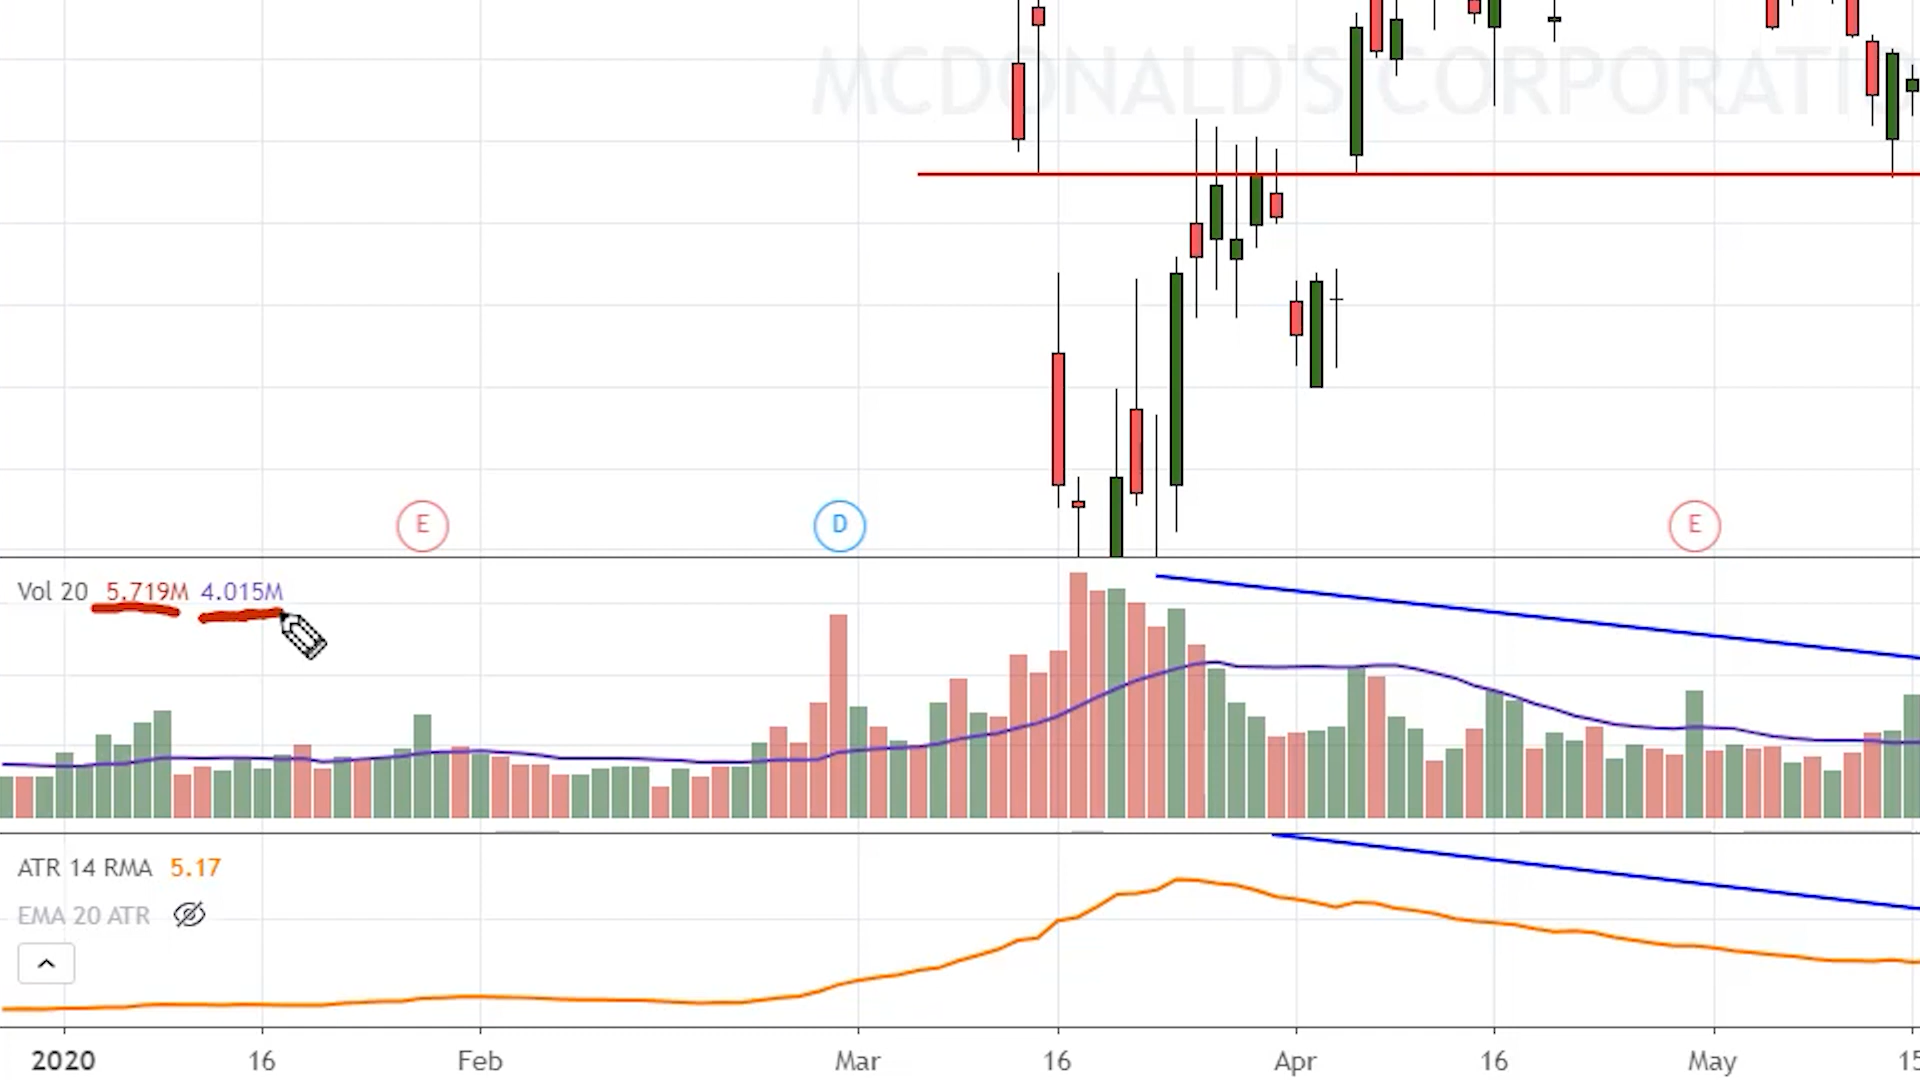 MCDONALD'S CORPORATI
E
D
E
Vol 20 5.719M 4.015M
ATR 14 RMA 5.17
EMA 20 ATR
2020 16 Feb Mar 16 Apr 16 May 15